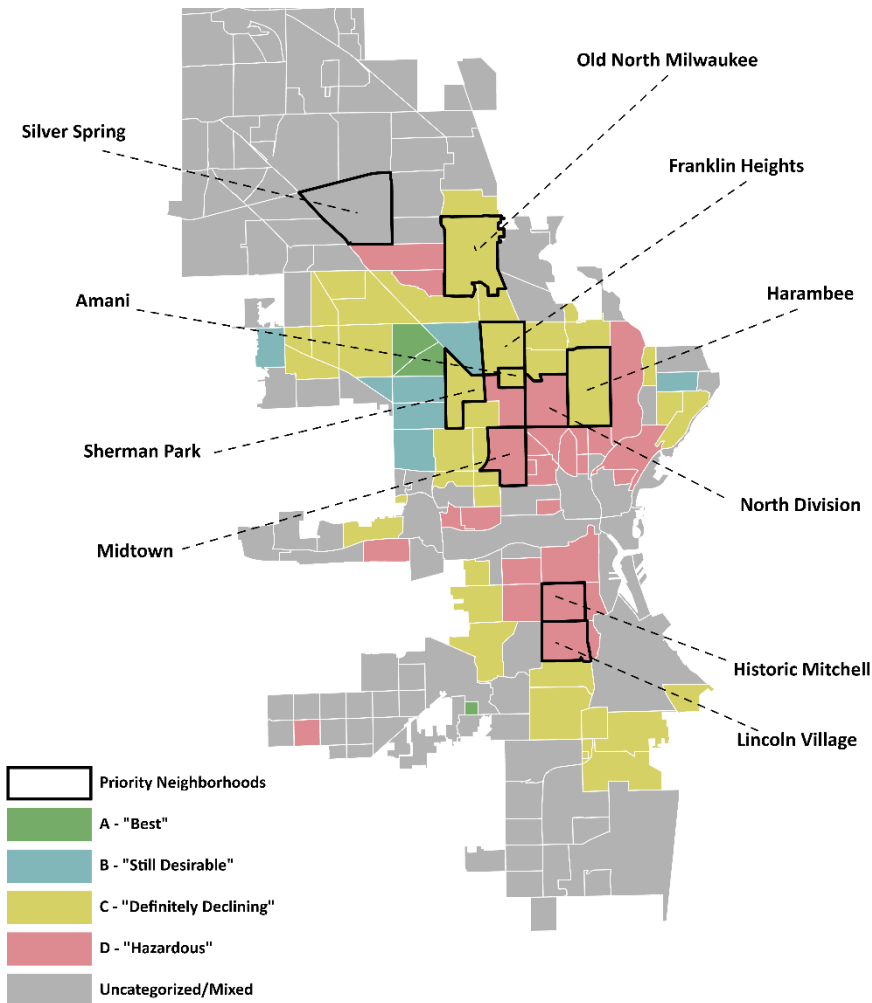 Old North Milwaukee
Silver Spring
Franklin Heights
Amani
Harambee
Sherman Park
North Division
Midtown
Historic Mitchell
Lincoln Village
Priority Neighborhoods
A - "Best"
B - "Still Desirable"
C - "Definitely Declining"
D - "Hazardous"
Uncategorized/Mixed